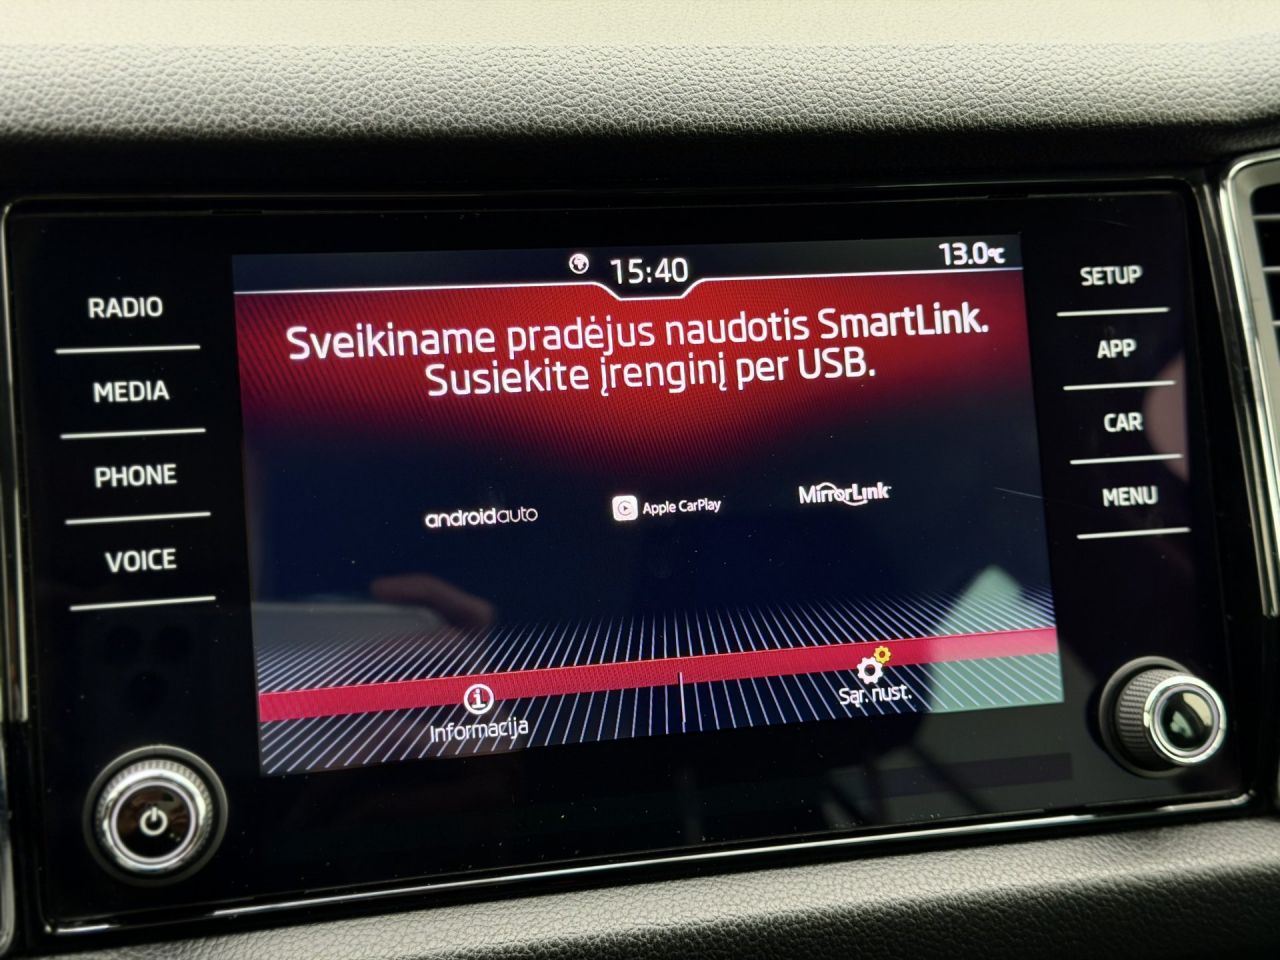 15:40
13.0°C
RADIO
MEDIA
PHONE
VOICE
Sveikiname pradėjus naudotis SmartLink.
Susiekite įrenginį per USB.
androidauto
Apple CarPlay
MirrorLink
Informacija
Sąr. nust.
SETUP
APP
CAR
MENU